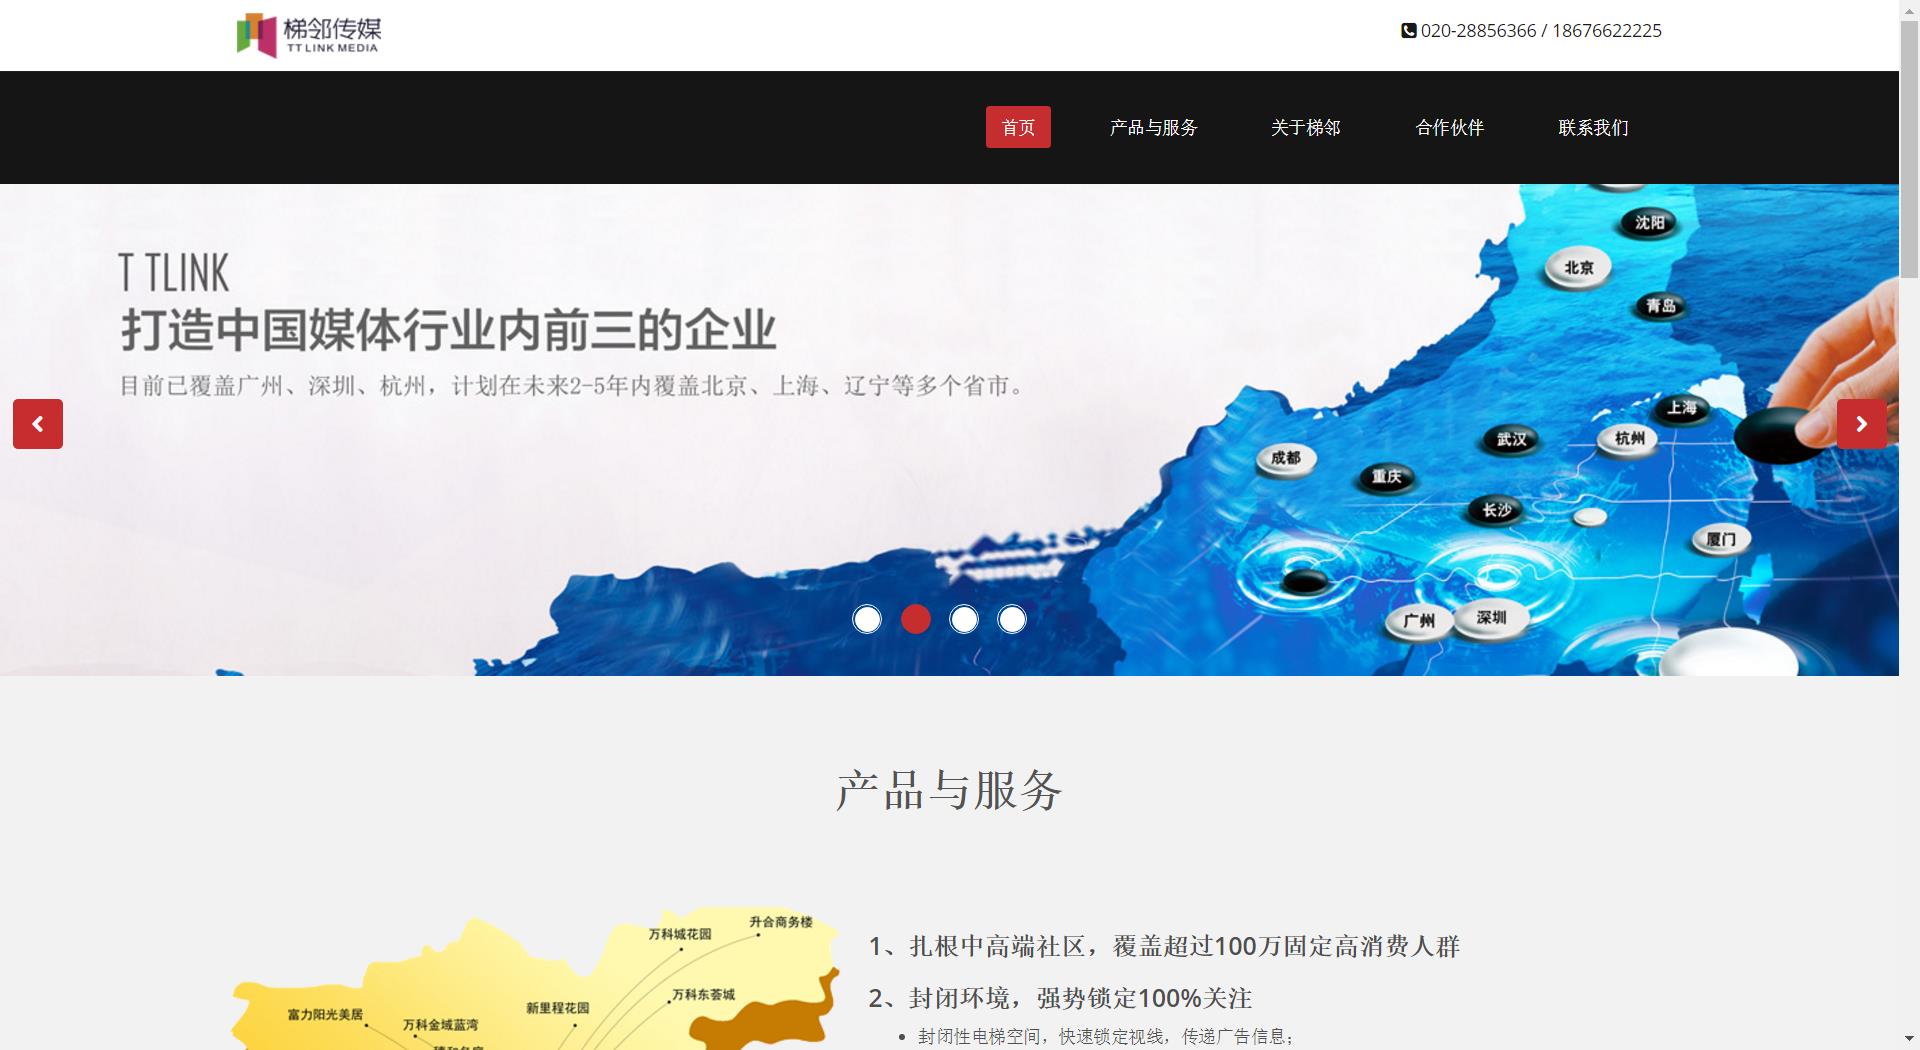 梯邻传媒
TT LINK MEDIA
020-28856366 / 18676622225
首页
产品与服务
关于梯邻
合作伙伴
联系我们
T TLINK
打造中国媒体行业内前三的企业
目前已覆盖广州、深圳、杭州，计划在未来2-5年内覆盖北京、上海、辽宁等多个省市。
沈阳
北京
青岛
上海
武汉
杭州
成都
重庆
长沙
厦门
广州
深圳
产品与服务
升合商务楼
万科城花园
万科东荟城
新里程花园
富力阳光美居
万科金域蓝湾
1、扎根中高端社区，覆盖超过100万固定高消费人群
2、封闭环境，强势锁定100%关注
封闭性电梯空间，快速锁定视线，传递广告信息；